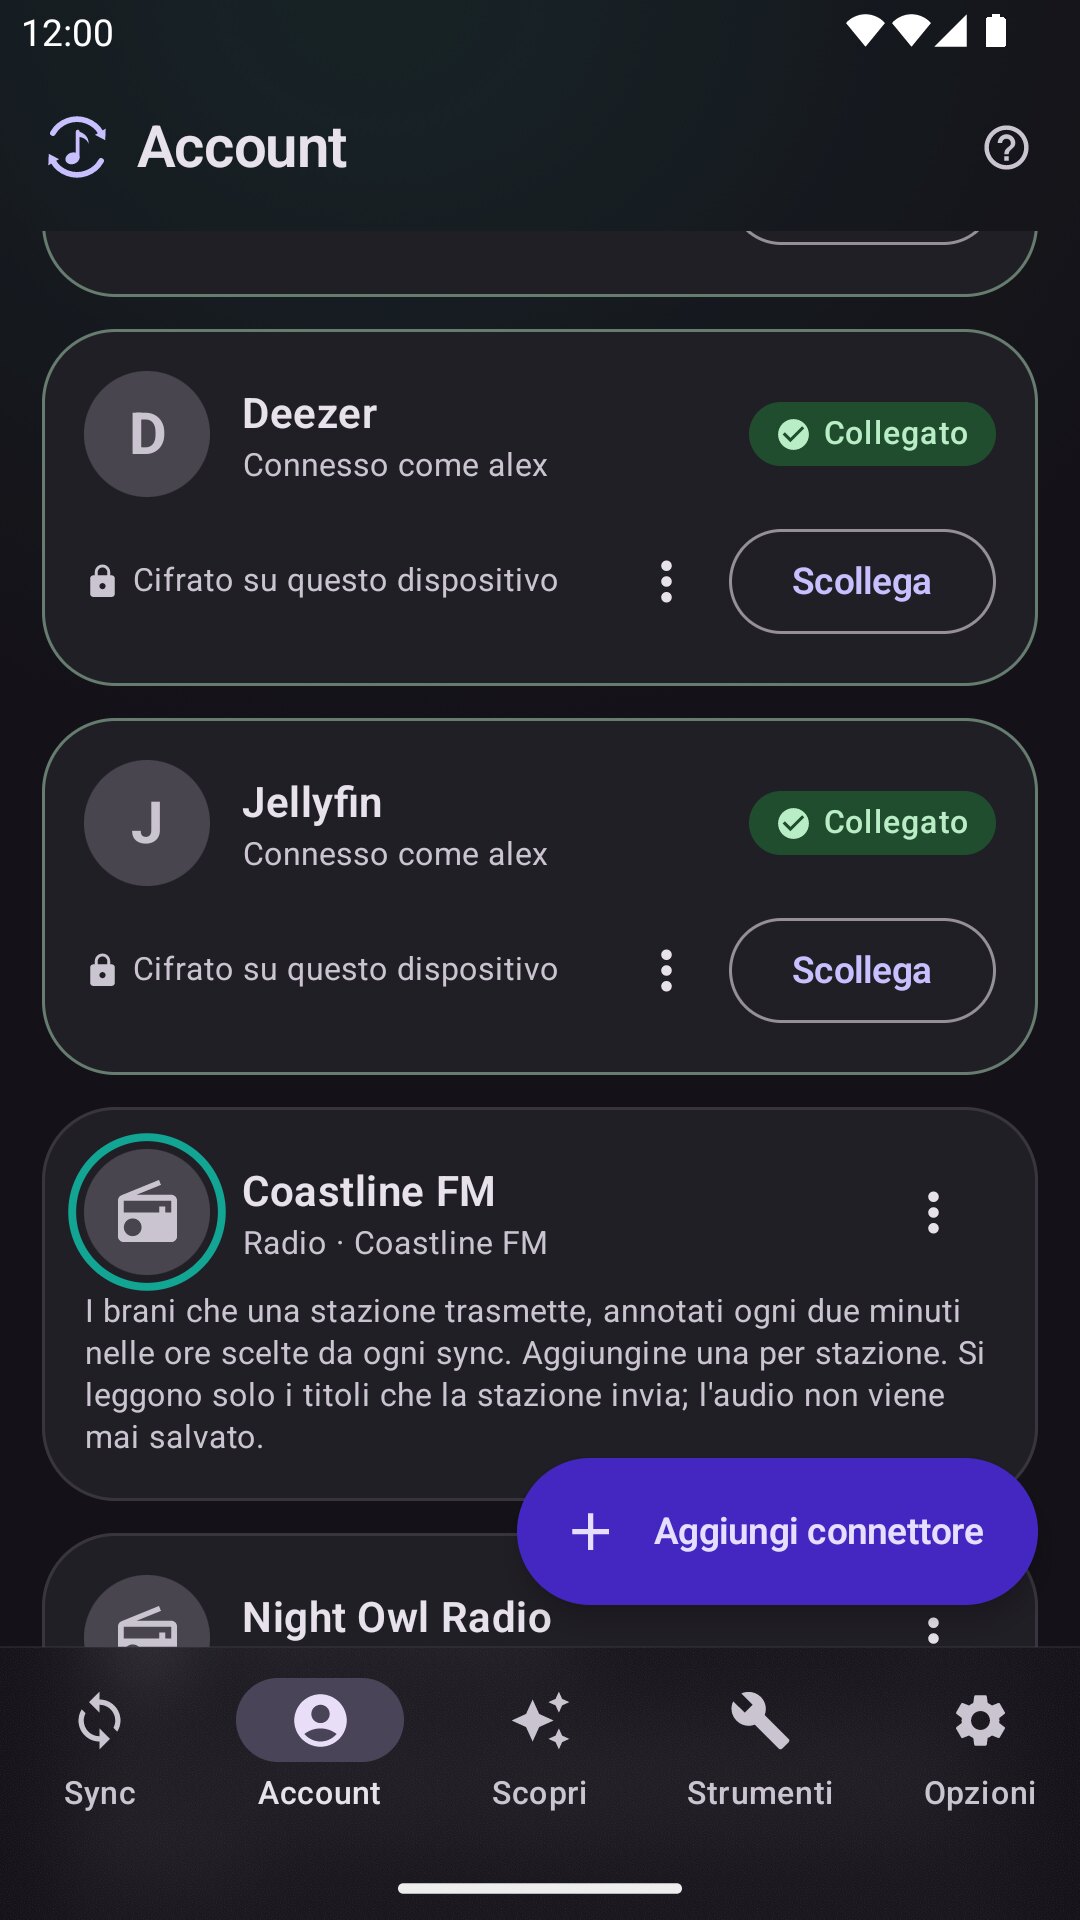 12:00
Account
D
Deezer
Connesso come alex
Collegato
Cifrato su questo dispositivo
Scollega
J
Jellyfin
Connesso come alex
Collegato
Cifrato su questo dispositivo
Scollega
Coastline FM
Radio · Coastline FM
I brani che una stazione trasmette, annotati ogni due minuti
nelle ore scelte da ogni sync. Aggiungine una per stazione. Si
leggono solo i titoli che la stazione invia; l'audio non viene
mai salvato.
Aggiungi connettore
Night Owl Radio
Sync
Account
Scopri
Strumenti
Opzioni